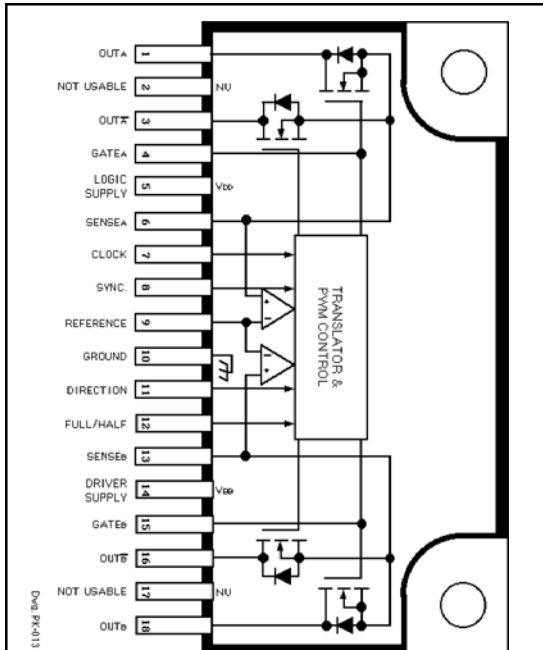 OUTA 1
NOT USABLE 2 NU
OUTA̅ 3
GATEA 4
LOGIC
SUPPLY 5 VDD
SENSEA 6
CLOCK 7
SYNC. 8
REFERENCE 9
GROUND 10
DIRECTION 11
FULL/HALF 12
SENSEB 13
DRIVER
SUPPLY 14 VBB
GATEB 15
OUTB̅ 16
NOT USABLE 17 NU
OUTB 18
+
−
−
+
TRANSLATOR &
PWM CONTROL
Dwg. PK-013